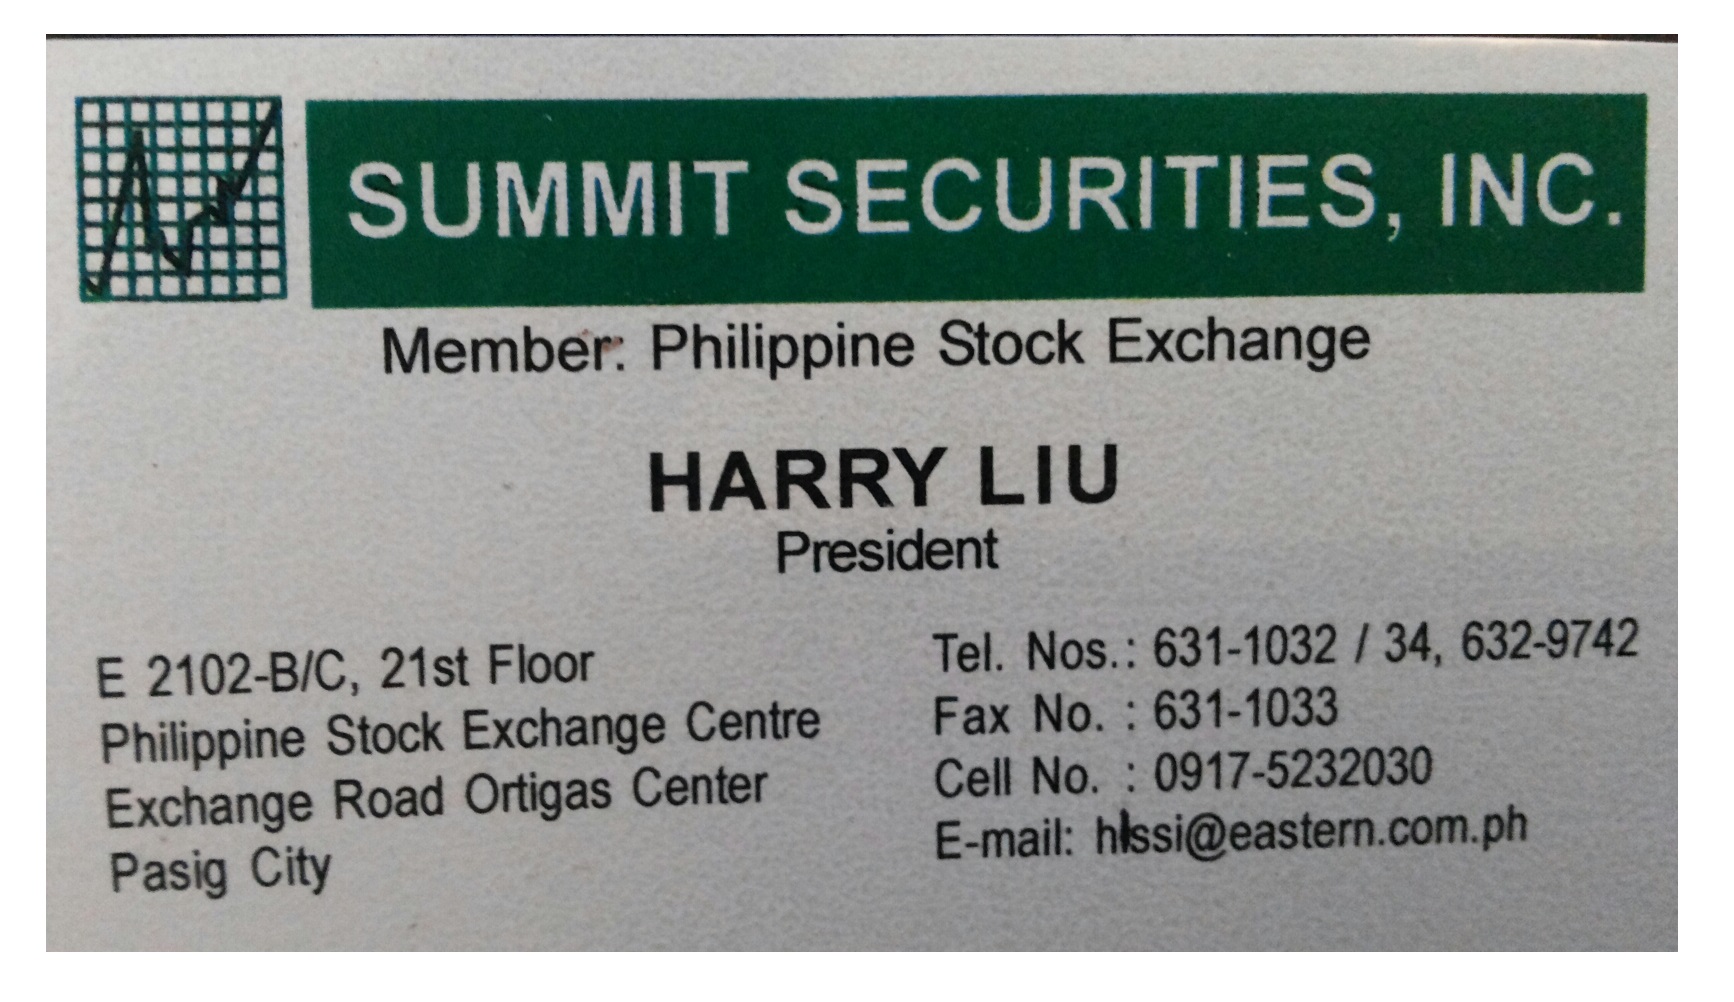 SUMMIT SECURITIES, INC.
Member: Philippine Stock Exchange
HARRY LIU
President
E 2102-B/C, 21st Floor
Philippine Stock Exchange Centre
Exchange Road Ortigas Center
Pasig City
Tel. Nos.: 631-1032 / 34, 632-9742
Fax No. : 631-1033
Cell No. : 0917-5232030
E-mail: hlssi@eastern.com.ph